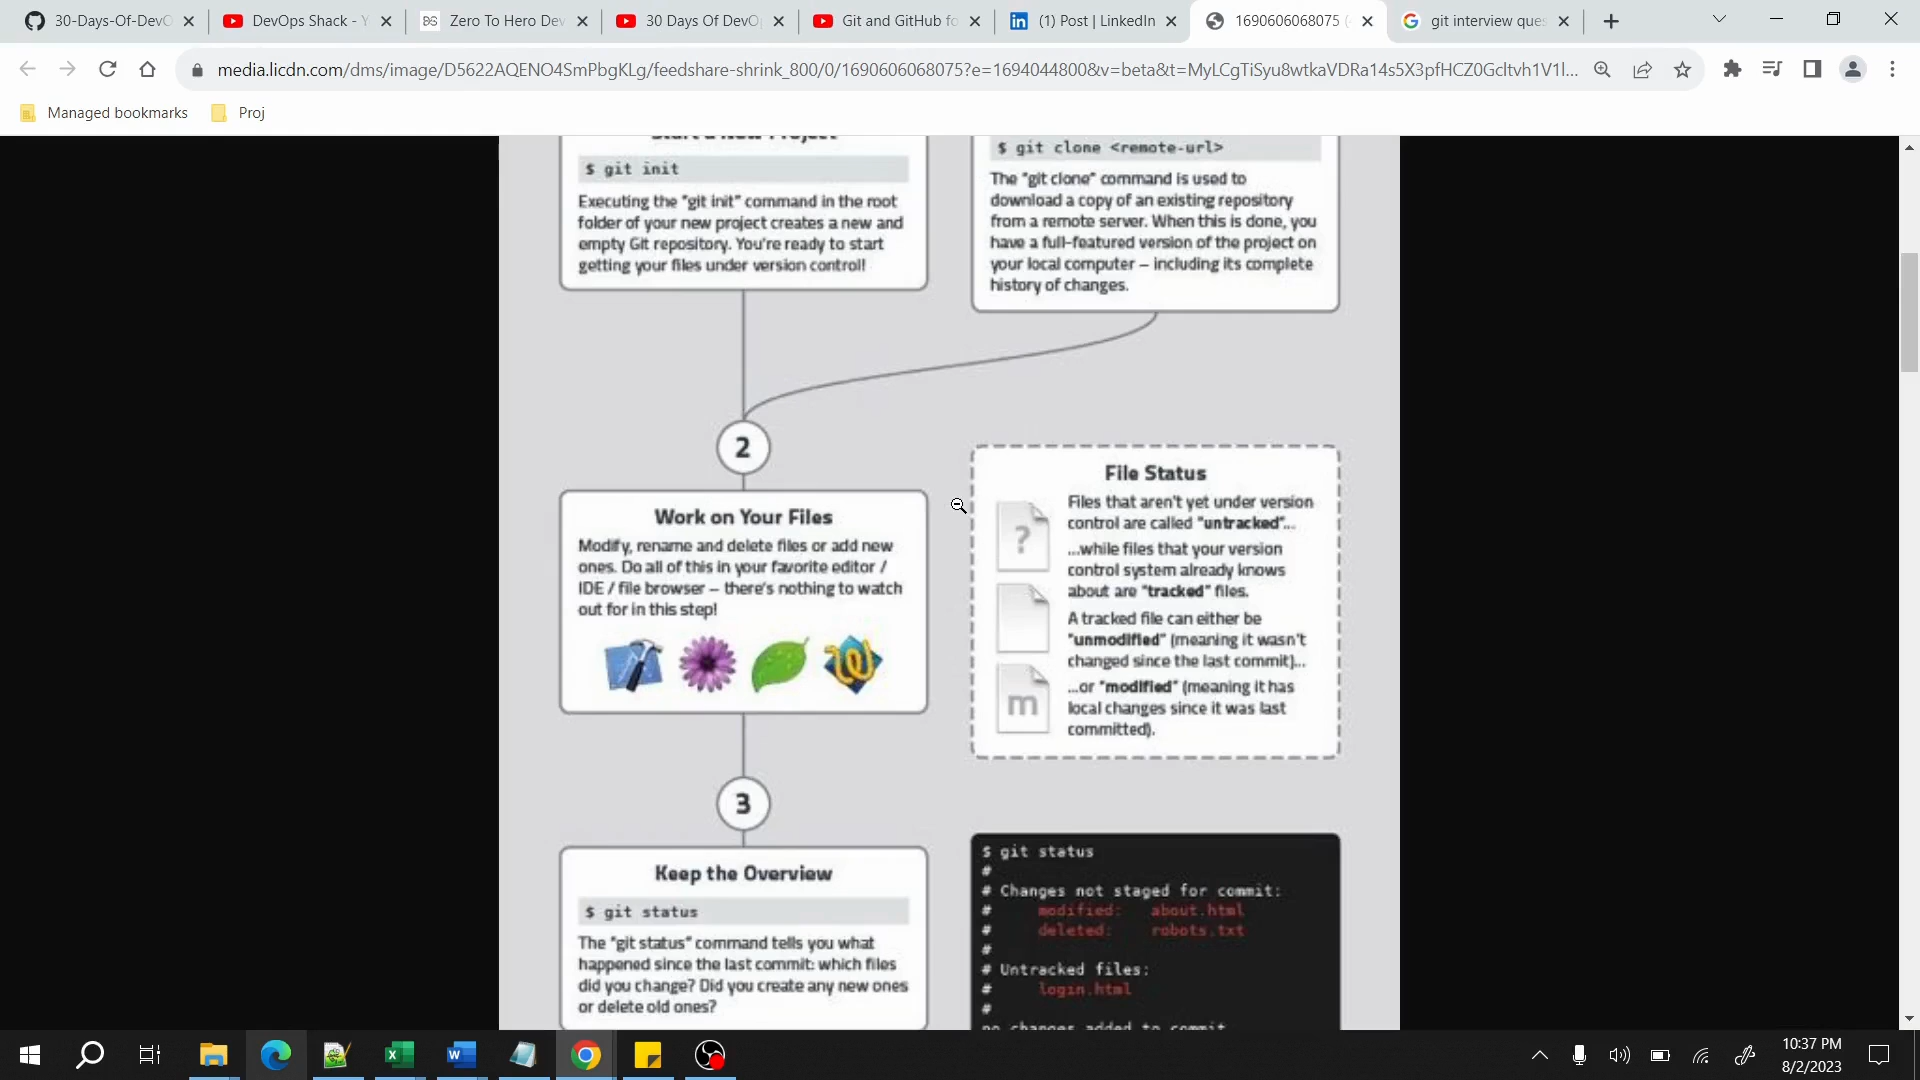 30-Days-Of-DevO
DevOps Shack - Y
Zero To Hero Dev
30 Days Of DevO
Git and GitHub fo
(1) Post | LinkedIn
1690606068075 (
git interview ques
media.licdn.com/dms/image/D5622AQENO4SmPbgKLg/feedshare-shrink_800/0/1690606068075?e=1694044800&v=beta&t=MyLCgTiSyu8wtkaVDRa14s5X3pfHCZ0Gcltvh1V1l...
Managed bookmarks
Proj
Start a New Project
$ git init
Executing the "git init" command in the root
folder of your new project creates a new and
empty Git repository. You're ready to start
getting your files under version control!
$ git clone <remote-url>
The "git clone" command is used to
download a copy of an existing repository
from a remote server. When this is done, you
have a full-featured version of the project on
your local computer – including its complete
history of changes.
2
Work on Your Files
Modify, rename and delete files or add new
ones. Do all of this in your favorite editor /
IDE / file browser – there's nothing to watch
out for in this step!
File Status
?
Files that aren't yet under version
control are called "untracked"...
...while files that your version
control system already knows
about are "tracked" files.
A tracked file can either be
"unmodified" (meaning it wasn't
changed since the last commit)...
m
...or "modified" (meaning it has
local changes since it was last
committed).
3
Keep the Overview
$ git status
The "git status" command tells you what
happened since the last commit: which files
did you change? Did you create any new ones
or delete old ones?
$ git status
#
# Changes not staged for commit:
# modified: about.html
# deleted: robots.txt
#
# Untracked files:
# login.html
#
no changes added to commit
10:37 PM
8/2/2023